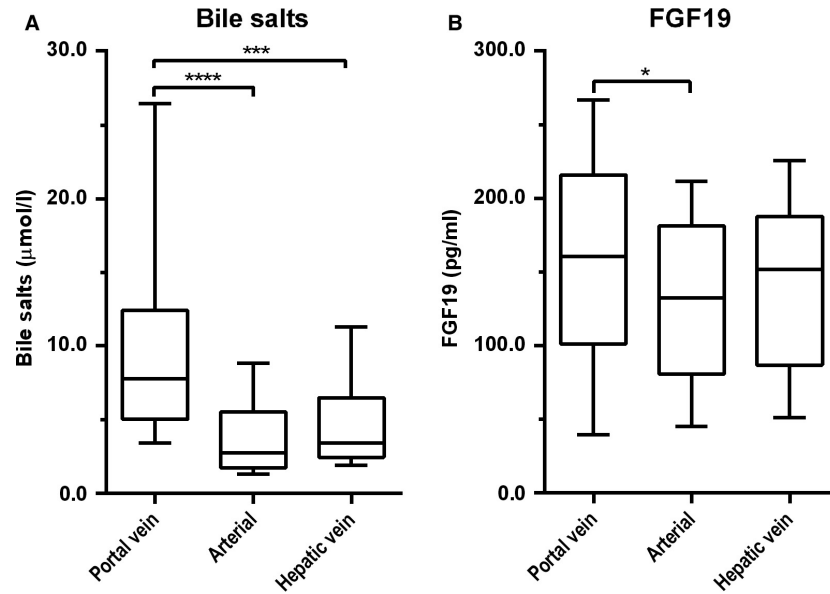 A
Bile salts
30.0
20.0
10.0
0.0
Bile salts (μmol/l)
***
****
Portal vein
Arterial
Hepatic vein
B
FGF19
300.0
200.0
100.0
0.0
FGF19 (pg/ml)
*
Portal vein
Arterial
Hepatic vein